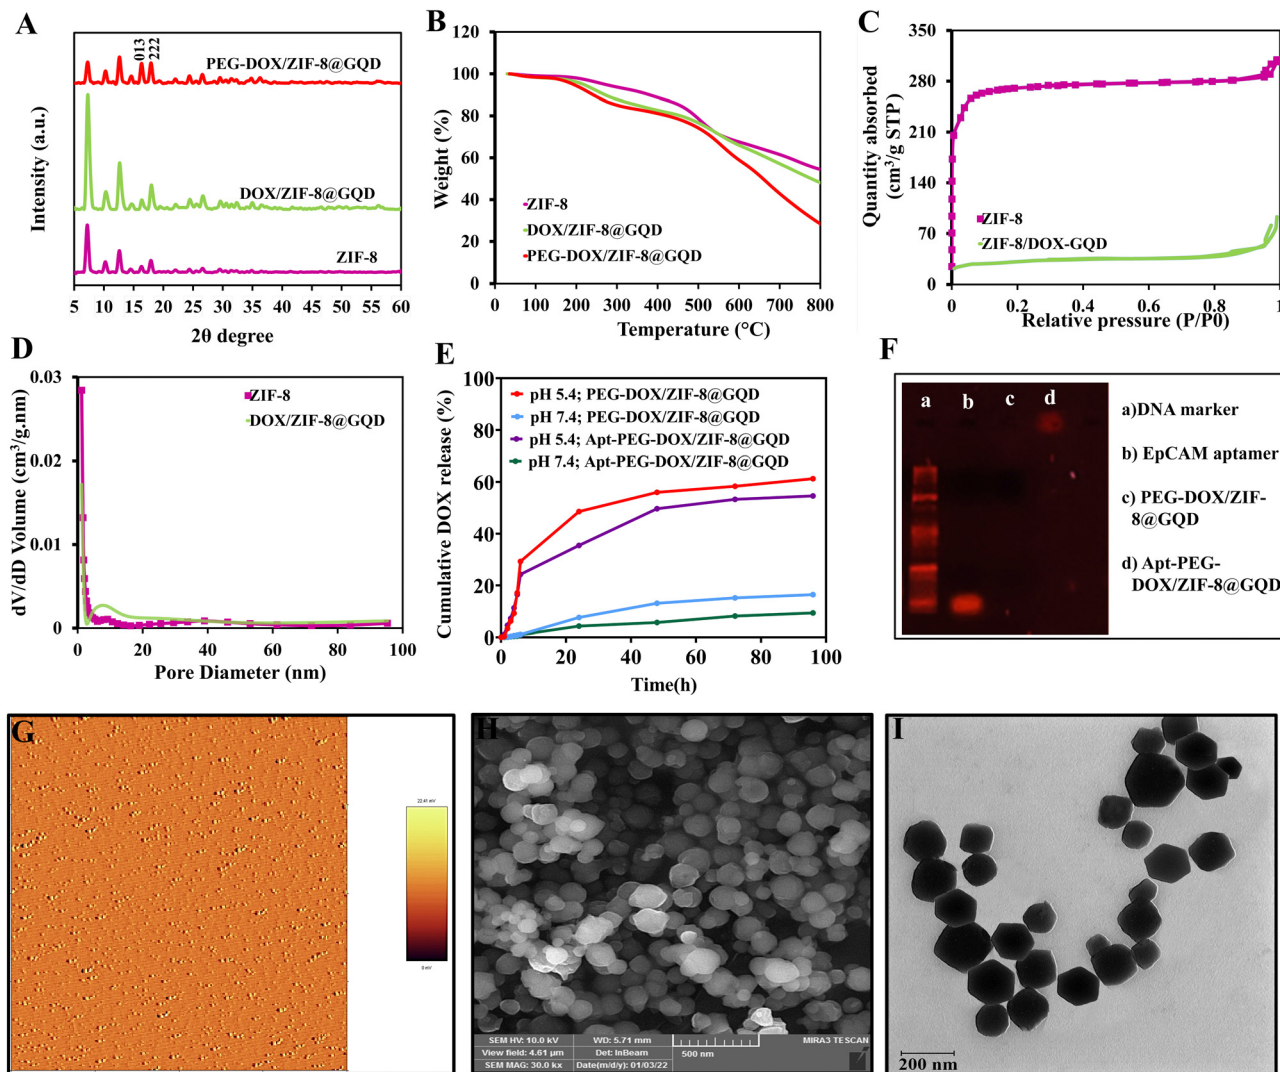 A
013
222
PEG-DOX/ZIF-8@GQD
DOX/ZIF-8@GQD
ZIF-8
Intensity (a.u.)
5 10 15 20 25 30 35 40 45 50 55 60
2θ degree
B
120
100
80
60
40
20
0
Weight (%)
ZIF-8
DOX/ZIF-8@GQD
PEG-DOX/ZIF-8@GQD
0 100 200 300 400 500 600 700 800
Temperature (°C)
C
350
280
210
140
70
0
Quantity absorbed
(cm³/g STP)
ZIF-8
ZIF-8/DOX-GQD
0 0.2 0.4 0.6 0.8 1
Relative pressure (P/P0)
D
0.03
0.02
0.01
0
dV/dD Volume (cm³/g.nm)
ZIF-8
DOX/ZIF-8@GQD
0 20 40 60 80 100
Pore Diameter (nm)
E
100
80
60
40
20
0
Cumulative DOX release (%)
pH 5.4; PEG-DOX/ZIF-8@GQD
pH 7.4; PEG-DOX/ZIF-8@GQD
pH 5.4; Apt-PEG-DOX/ZIF-8@GQD
pH 7.4; Apt-PEG-DOX/ZIF-8@GQD
0 20 40 60 80 100
Time(h)
F
a b c d
a)DNA marker
b) EpCAM aptamer
c) PEG-DOX/ZIF-
8@GQD
d) Apt-PEG-
DOX/ZIF-8@GQD
G
22.41 mV
0 mV
H
SEM HV: 10.0 kV WD: 5.71 mm MIRA3 TESCAN
View field: 4.61 µm Det: InBeam 500 nm
SEM MAG: 30.0 kx Date(m/d/y): 01/03/22
I
200 nm